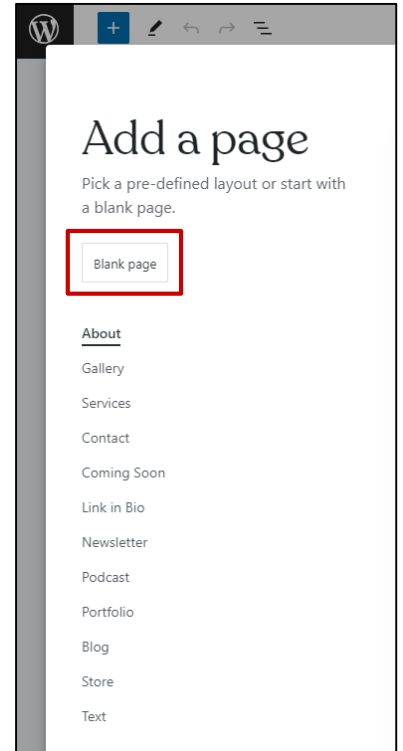 Add a page
Pick a pre-defined layout or start with
a blank page.
Blank page
About
Gallery
Services
Contact
Coming Soon
Link in Bio
Newsletter
Podcast
Portfolio
Blog
Store
Text